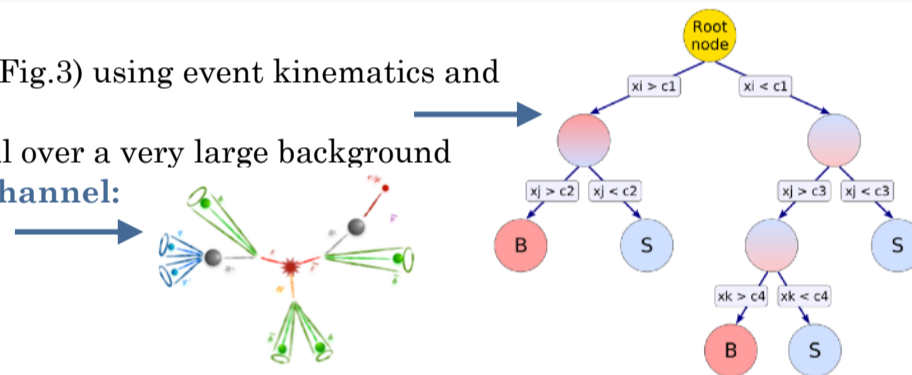 Fig.3) using event kinematics and
l over a very large background
hannel:
Root
node
xi > c1
xi < c1
xj > c2
xj < c2
xj > c3
xj < c3
B
S
S
xk > c4
xk < c4
B
S